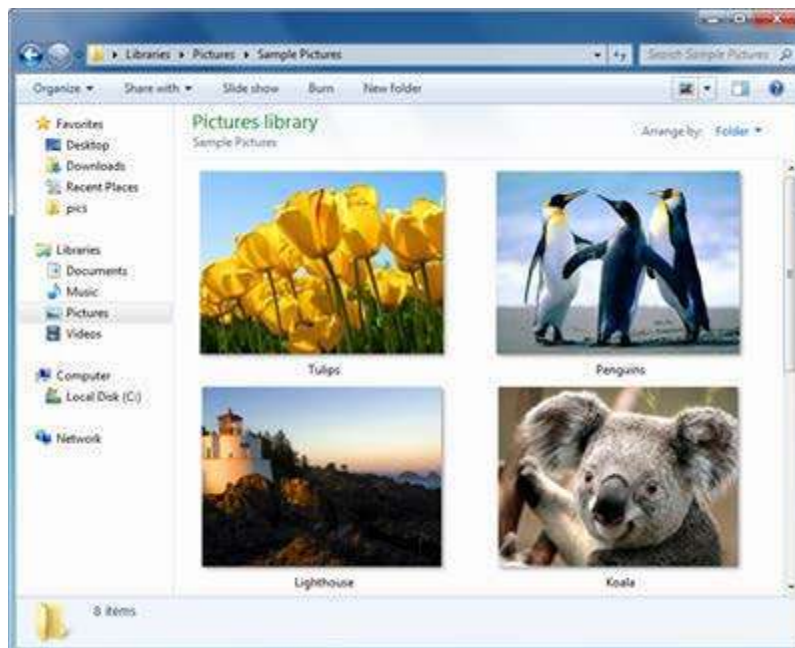 Libraries ▸ Pictures ▸ Sample Pictures
Search Sample Pictures
Organize
Share with
Slide show
Burn
New folder
Favorites
Desktop
Downloads
Recent Places
pics
Libraries
Documents
Music
Pictures
Videos
Computer
Local Disk (C:)
Network
Pictures library
Sample Pictures
Arrange by: Folder
Tulips
Penguins
Lighthouse
Koala
8 items